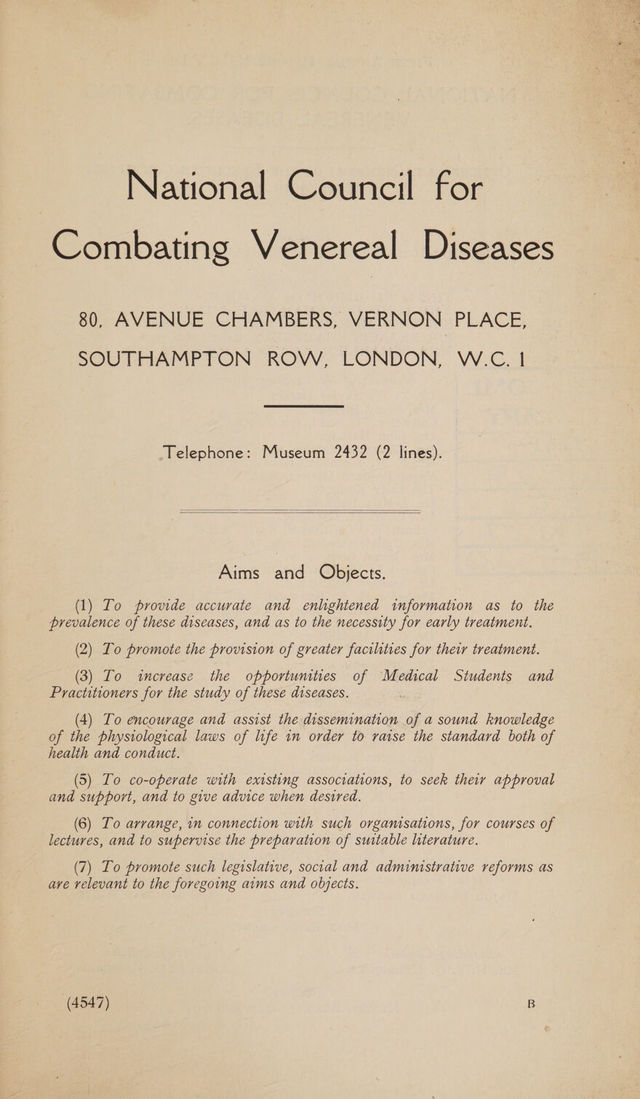 National Council for
Combating Venereal Diseases
80, AVENUE CHAMBERS, VERNON PLACE,
SOUTHAMPTON ROW, LONDON, W.C. 1
Telephone: Museum 2432 (2 lines).
Aims and Objects.
(1) To provide accurate and enlightened information as to the
prevalence of these diseases, and as to the necessity for early treatment.
(2) To promote the provision of greater facilities for their treatment.
(3) To increase the opportunities of Medical Students and
Practitioners for the study of these diseases.
(4) To encourage and assist the dissemination of a sound knowledge
of the physiological laws of life in order to raise the standard both of
health and conduct.
(5) To co-operate with existing associations, to seek their approval
and support, and to give advice when desired.
(6) To arrange, in connection with such organisations, for courses of
lectures, and to supervise the preparation of suitable literature.
(7) To promote such legislative, social and administrative reforms as
are relevant to the foregoing aims and objects.
(4547)
B